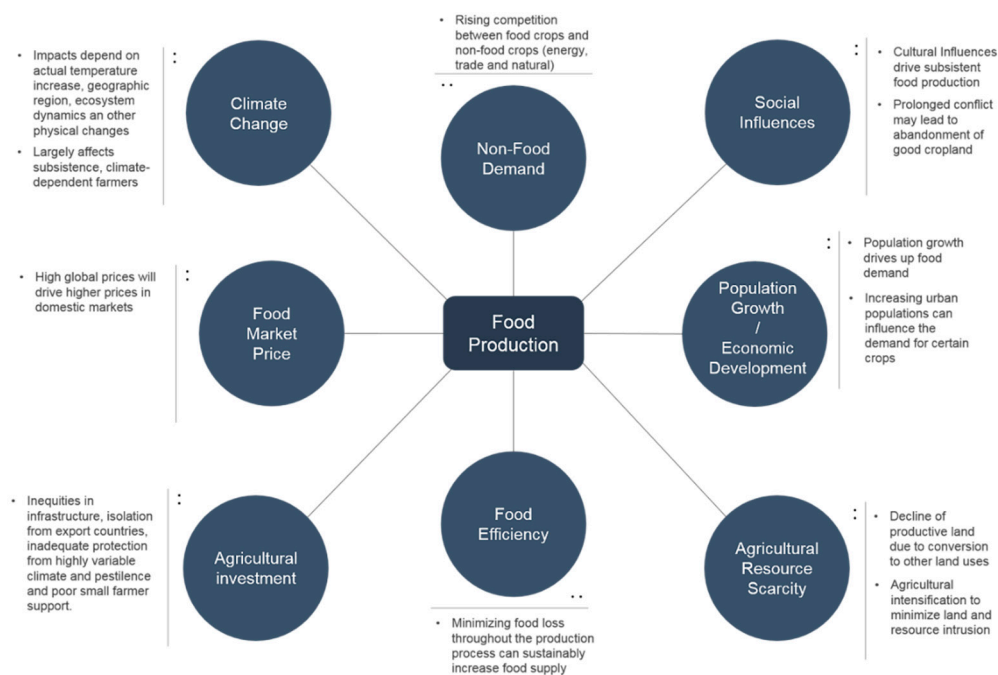 • Impacts depend on
actual temperature
increase, geographic
region, ecosystem
dynamics an other
physical changes
• Largely affects
subsistence, climate-
dependent farmers
Climate
Change
• Rising competition
between food crops and
non-food crops (energy,
trade and natural)
Non-Food
Demand
Social
Influences
• Cultural Influences
drive subsistent
food production
• Prolonged conflict
may lead to
abandonment of
good cropland
• High global prices will
drive higher prices in
domestic markets
Food
Market
Price
Food
Production
Population
Growth
/
Economic
Development
• Population growth
drives up food
demand
• Increasing urban
populations can
influence the
demand for certain
crops
• Inequities in
infrastructure, isolation
from export countries,
inadequate protection
from highly variable
climate and pestilence
and poor small farmer
support.
Agricultural
investment
Food
Efficiency
• Minimizing food loss
throughout the production
process can sustainably
increase food supply
Agricultural
Resource
Scarcity
• Decline of
productive land
due to conversion
to other land uses
• Agricultural
intensification to
minimize land and
resource intrusion